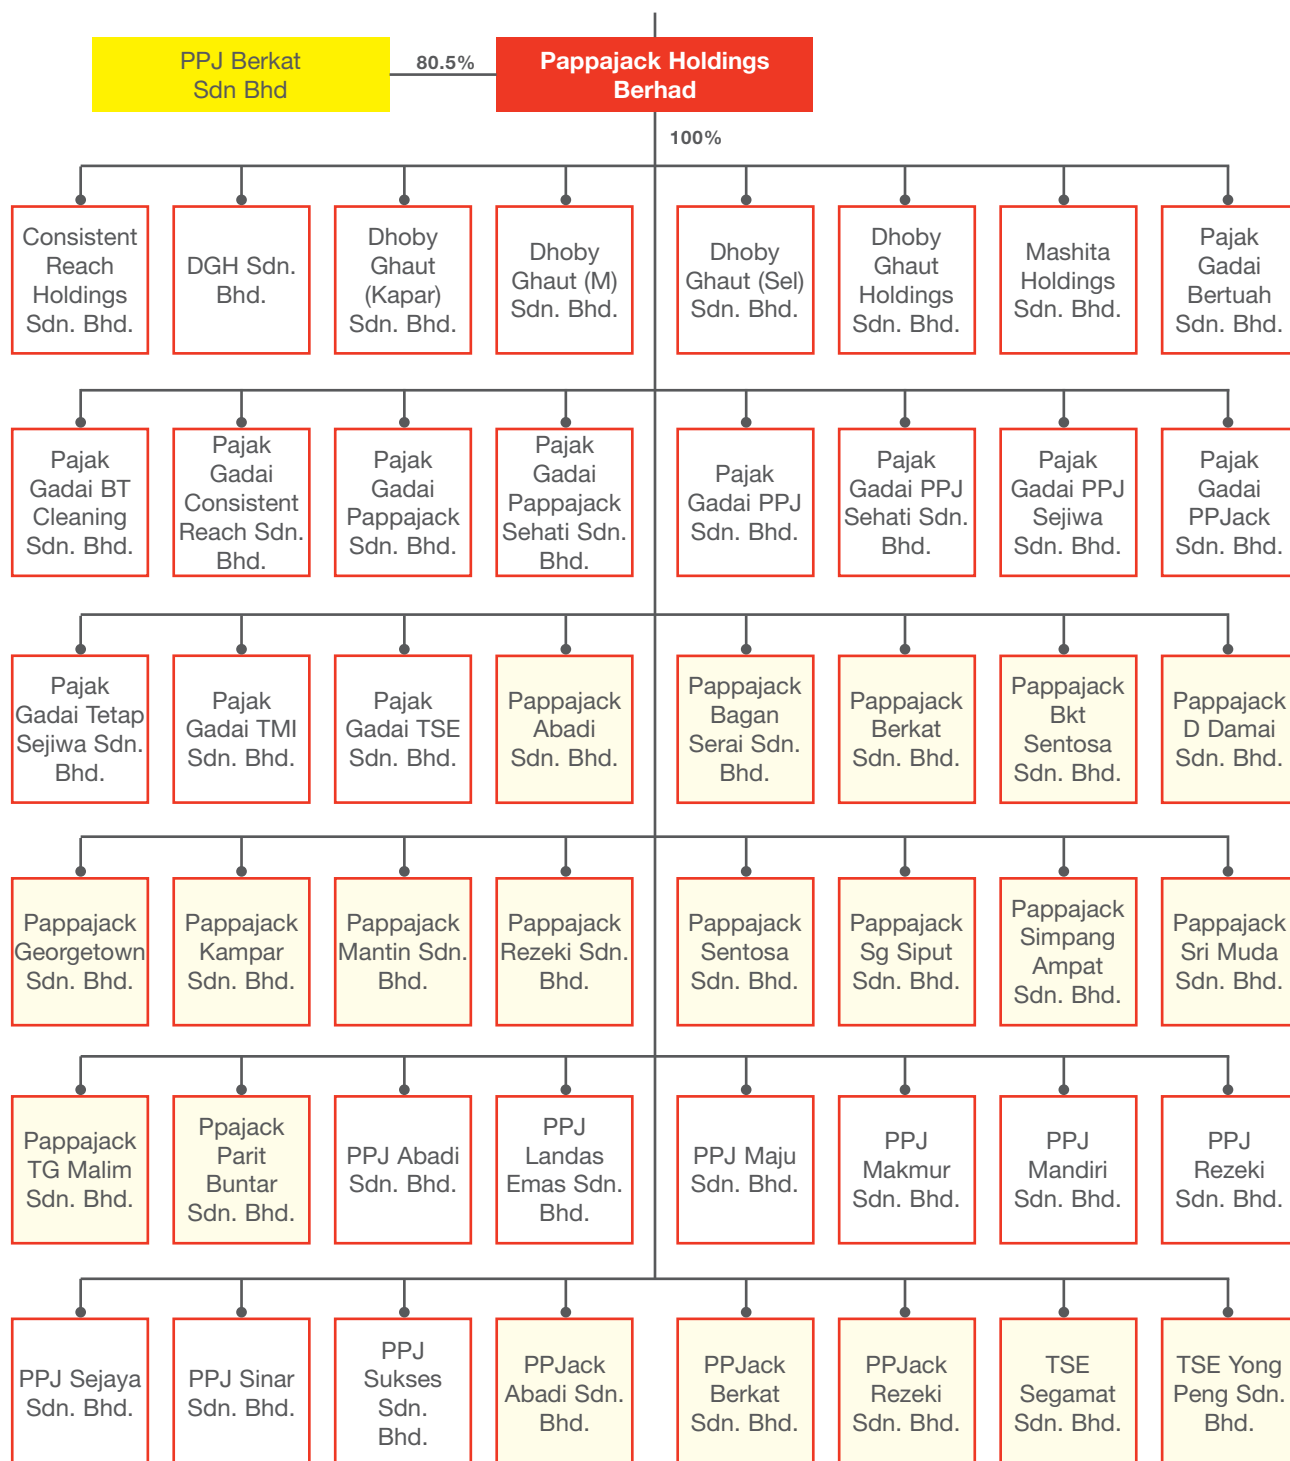 PPJ Berkat
Sdn Bhd
80.5%
Pappajack Holdings
Berhad
100%
Consistent
Reach
Holdings
Sdn. Bhd.
DGH Sdn.
Bhd.
Dhoby
Ghaut
(Kapar)
Sdn. Bhd.
Dhoby
Ghaut (M)
Sdn. Bhd.
Dhoby
Ghaut (Sel)
Sdn. Bhd.
Dhoby
Ghaut
Holdings
Sdn. Bhd.
Mashita
Holdings
Sdn. Bhd.
Pajak
Gadai
Bertuah
Sdn. Bhd.
Pajak
Gadai BT
Cleaning
Sdn. Bhd.
Pajak
Gadai
Consistent
Reach Sdn.
Bhd.
Pajak
Gadai
Pappajack
Sdn. Bhd.
Pajak
Gadai
Pappajack
Sehati Sdn.
Bhd.
Pajak
Gadai PPJ
Sdn. Bhd.
Pajak
Gadai PPJ
Sehati Sdn.
Bhd.
Pajak
Gadai PPJ
Sejiwa
Sdn. Bhd.
Pajak
Gadai
PPJack
Sdn. Bhd.
Pajak
Gadai Tetap
Sejiwa Sdn.
Bhd.
Pajak
Gadai TMI
Sdn. Bhd.
Pajak
Gadai TSE
Sdn. Bhd.
Pappajack
Abadi
Sdn. Bhd.
Pappajack
Bagan
Serai Sdn.
Bhd.
Pappajack
Berkat
Sdn. Bhd.
Pappajack
Bkt
Sentosa
Sdn. Bhd.
Pappajack
D Damai
Sdn. Bhd.
Pappajack
Georgetown
Sdn. Bhd.
Pappajack
Kampar
Sdn. Bhd.
Pappajack
Mantin Sdn.
Bhd.
Pappajack
Rezeki Sdn.
Bhd.
Pappajack
Sentosa
Sdn. Bhd.
Pappajack
Sg Siput
Sdn. Bhd.
Pappajack
Simpang
Ampat
Sdn. Bhd.
Pappajack
Sri Muda
Sdn. Bhd.
Pappajack
TG Malim
Sdn. Bhd.
Ppajack
Parit
Buntar
Sdn. Bhd.
PPJ Abadi
Sdn. Bhd.
PPJ
Landas
Emas Sdn.
Bhd.
PPJ Maju
Sdn. Bhd.
PPJ
Makmur
Sdn. Bhd.
PPJ
Mandiri
Sdn. Bhd.
PPJ
Rezeki
Sdn. Bhd.
PPJ Sejaya
Sdn. Bhd.
PPJ Sinar
Sdn. Bhd.
PPJ
Sukses
Sdn.
Bhd.
PPJack
Abadi Sdn.
Bhd.
PPJack
Berkat
Sdn. Bhd.
PPJack
Rezeki
Sdn. Bhd.
TSE
Segamat
Sdn. Bhd.
TSE Yong
Peng Sdn.
Bhd.